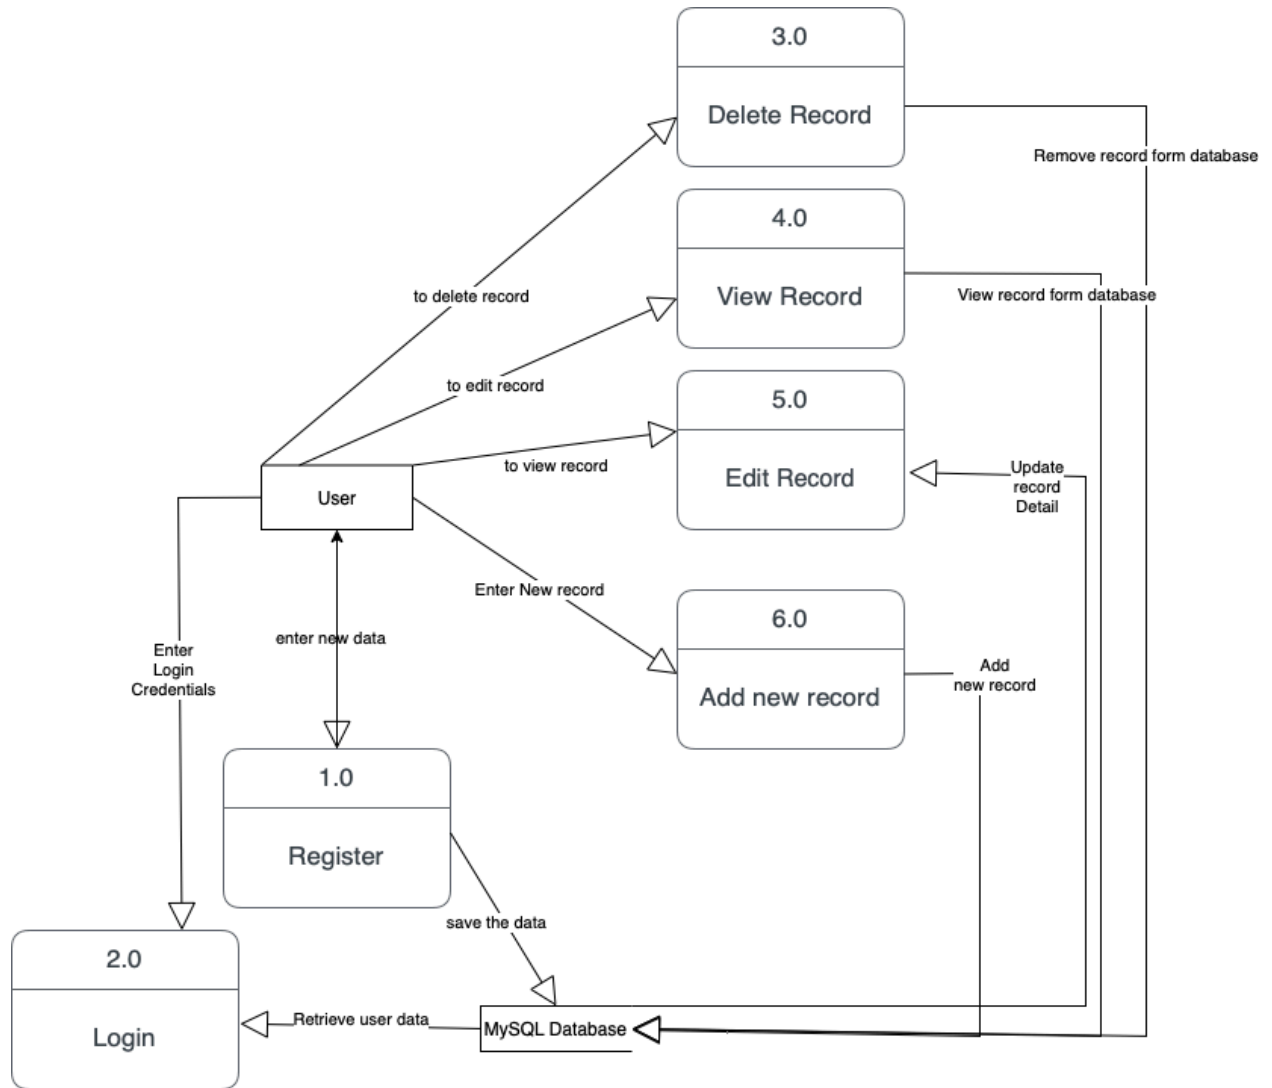 3.0
Delete Record
Remove record form database
4.0
View Record
to delete record
View record form database
to edit record
5.0
Edit Record
to view record
Update
record
Detail
User
Enter New record
6.0
Add new record
enter new data
Enter
Login
Credentials
Add
new record
1.0
Register
save the data
2.0
Login
Retrieve user data
MySQL Database